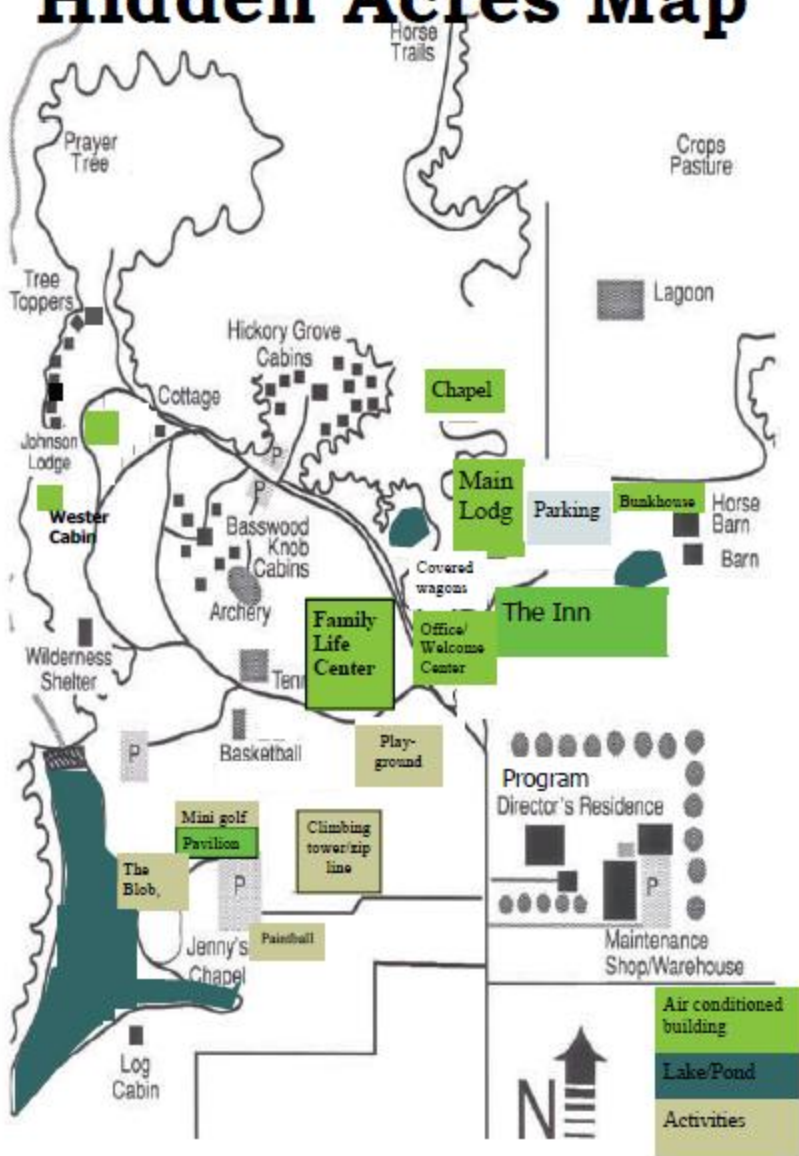 Hidden Acres Map
Horse
Trails
Prayer
Tree
Crops
Pasture
Tree
Toppers
Lagoon
Hickory Grove
Cabins
Chapel
Cottage
Johnson
Lodge
P
Main
Lodg
Parking
Bunkhouse
Horse
Barn
P
Wester
Cabin
Basswood
Knob
Cabins
Barn
Covered
wagons
Archery
Family
Life
Center
The Inn
Office/
Welcome
Center
Wilderness
Shelter
Tenn
P
Basketball
Play-
ground
Program
Director's Residence
Mini golf
Pavilion
Climbing
tower/zip
line
The
Blob,
P
P
Paintball
Jenny's
Chapel
Maintenance
Shop/Warehouse
Air conditioned
building
Log
Cabin
Lake/Pond
N
Activities